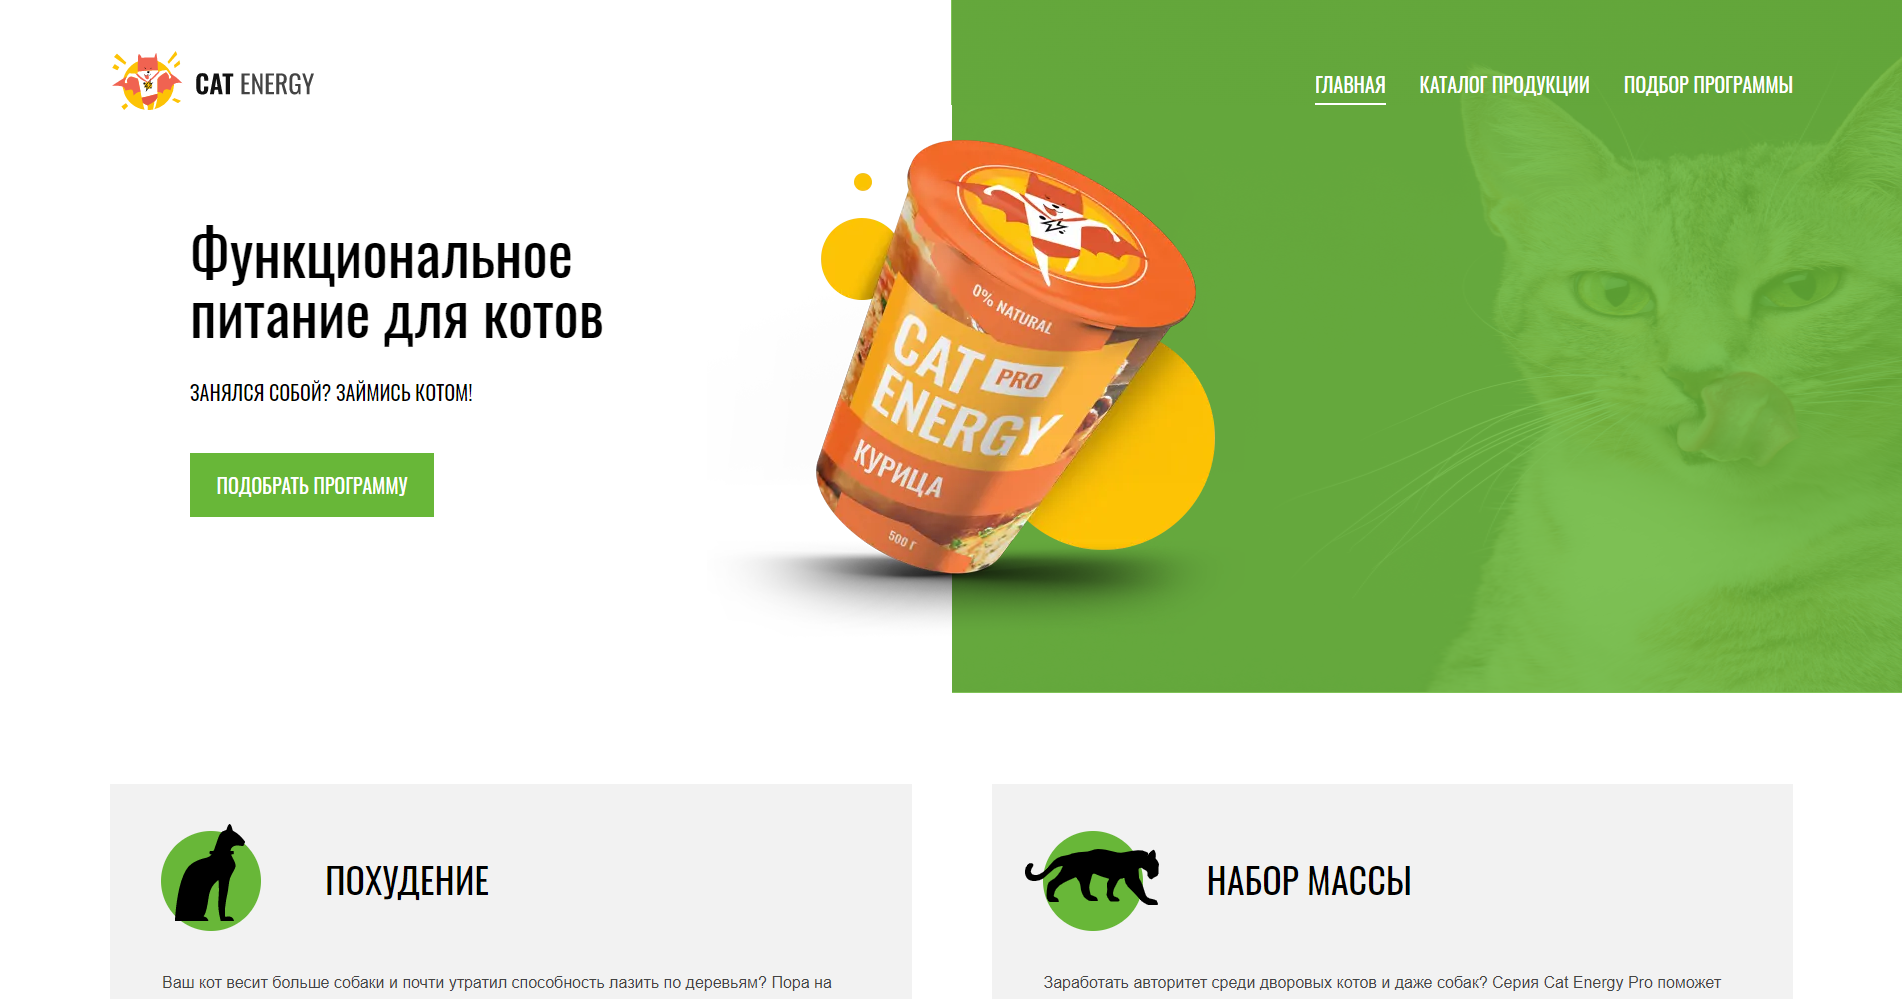 CAT ENERGY
ГЛАВНАЯ КАТАЛОГ ПРОДУКЦИИ ПОДБОР ПРОГРАММЫ
Функциональное
питание для котов
ЗАНЯЛСЯ СОБОЙ? ЗАЙМИСЬ КОТОМ!
ПОДОБРАТЬ ПРОГРАММУ
0% NATURAL
CAT PRO
ENERGY
КУРИЦА
500 Г
ПОХУДЕНИЕ
Ваш кот весит больше собаки и почти утратил способность лазить по деревьям? Пора на
НАБОР МАССЫ
Заработать авторитет среди дворовых котов и даже собак? Серия Cat Energy Pro поможет